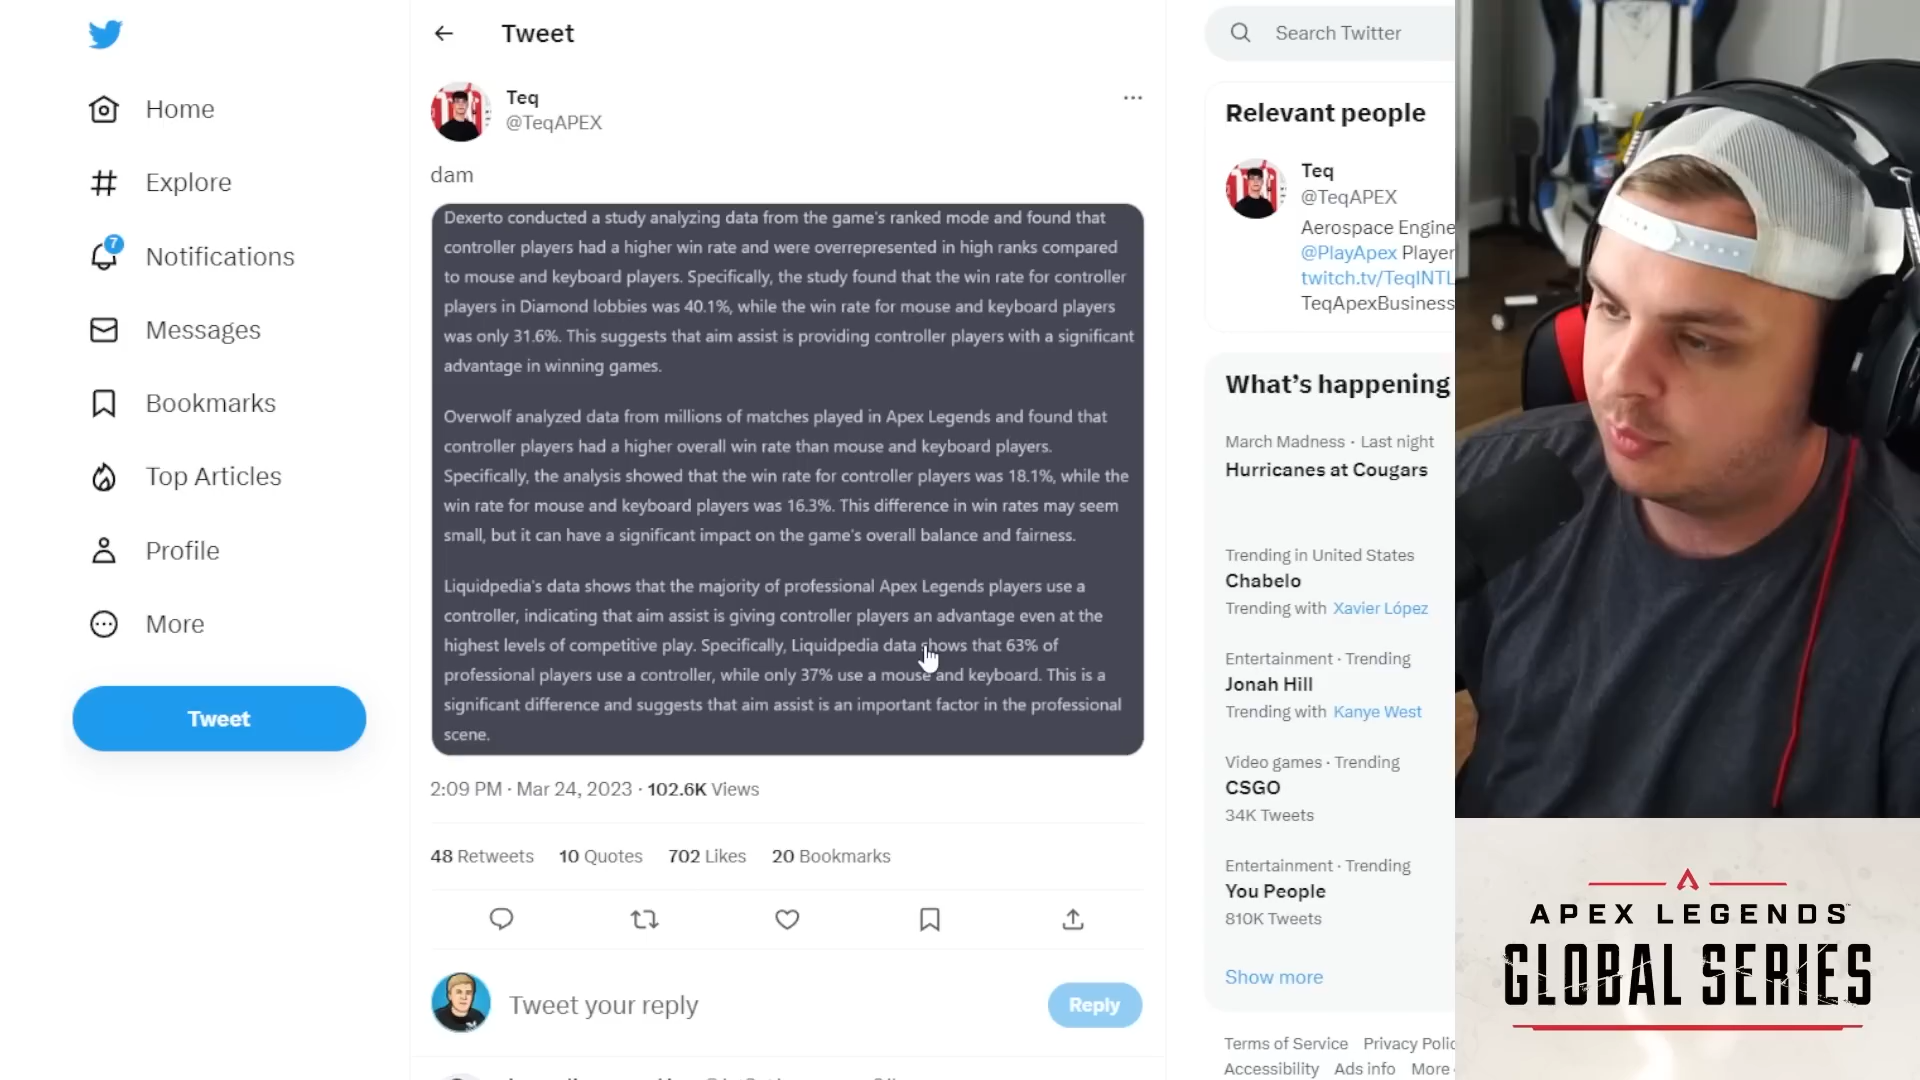 Tweet
Search Twitter
Home
Explore
7
Notifications
Messages
Bookmarks
Top Articles
Profile
More
Tweet
Teq
@TeqAPEX
dam
Dexerto conducted a study analyzing data from the game's ranked mode and found that
controller players had a higher win rate and were overrepresented in high ranks compared
to mouse and keyboard players. Specifically, the study found that the win rate for controller
players in Diamond lobbies was 40.1%, while the win rate for mouse and keyboard players
was only 31.6%. This suggests that aim assist is providing controller players with a significant
advantage in winning games.
Overwolf analyzed data from millions of matches played in Apex Legends and found that
controller players had a higher overall win rate than mouse and keyboard players.
Specifically, the analysis showed that the win rate for controller players was 18.1%, while the
win rate for mouse and keyboard players was 16.3%. This difference in win rates may seem
small, but it can have a significant impact on the game's overall balance and fairness.
Liquidpedia's data shows that the majority of professional Apex Legends players use a
controller, indicating that aim assist is giving controller players an advantage even at the
highest levels of competitive play. Specifically, Liquidpedia data shows that 63% of
professional players use a controller, while only 37% use a mouse and keyboard. This is a
significant difference and suggests that aim assist is an important factor in the professional
scene.
2:09 PM · Mar 24, 2023 · 102.6K Views
48 Retweets 10 Quotes 702 Likes 20 Bookmarks
Tweet your reply
Reply
Relevant people
Teq
@TeqAPEX
Aerospace Engine
@PlayApex Player
twitch.tv/TeqINTL
TeqApexBusiness
What's happening
March Madness · Last night
Hurricanes at Cougars
Trending in United States
Chabelo
Trending with Xavier López
Entertainment · Trending
Jonah Hill
Trending with Kanye West
Video games · Trending
CSGO
34K Tweets
Entertainment · Trending
You People
810K Tweets
Show more
Terms of Service Privacy Polic
Accessibility Ads info More
APEX LEGENDS
GLOBAL SERIES